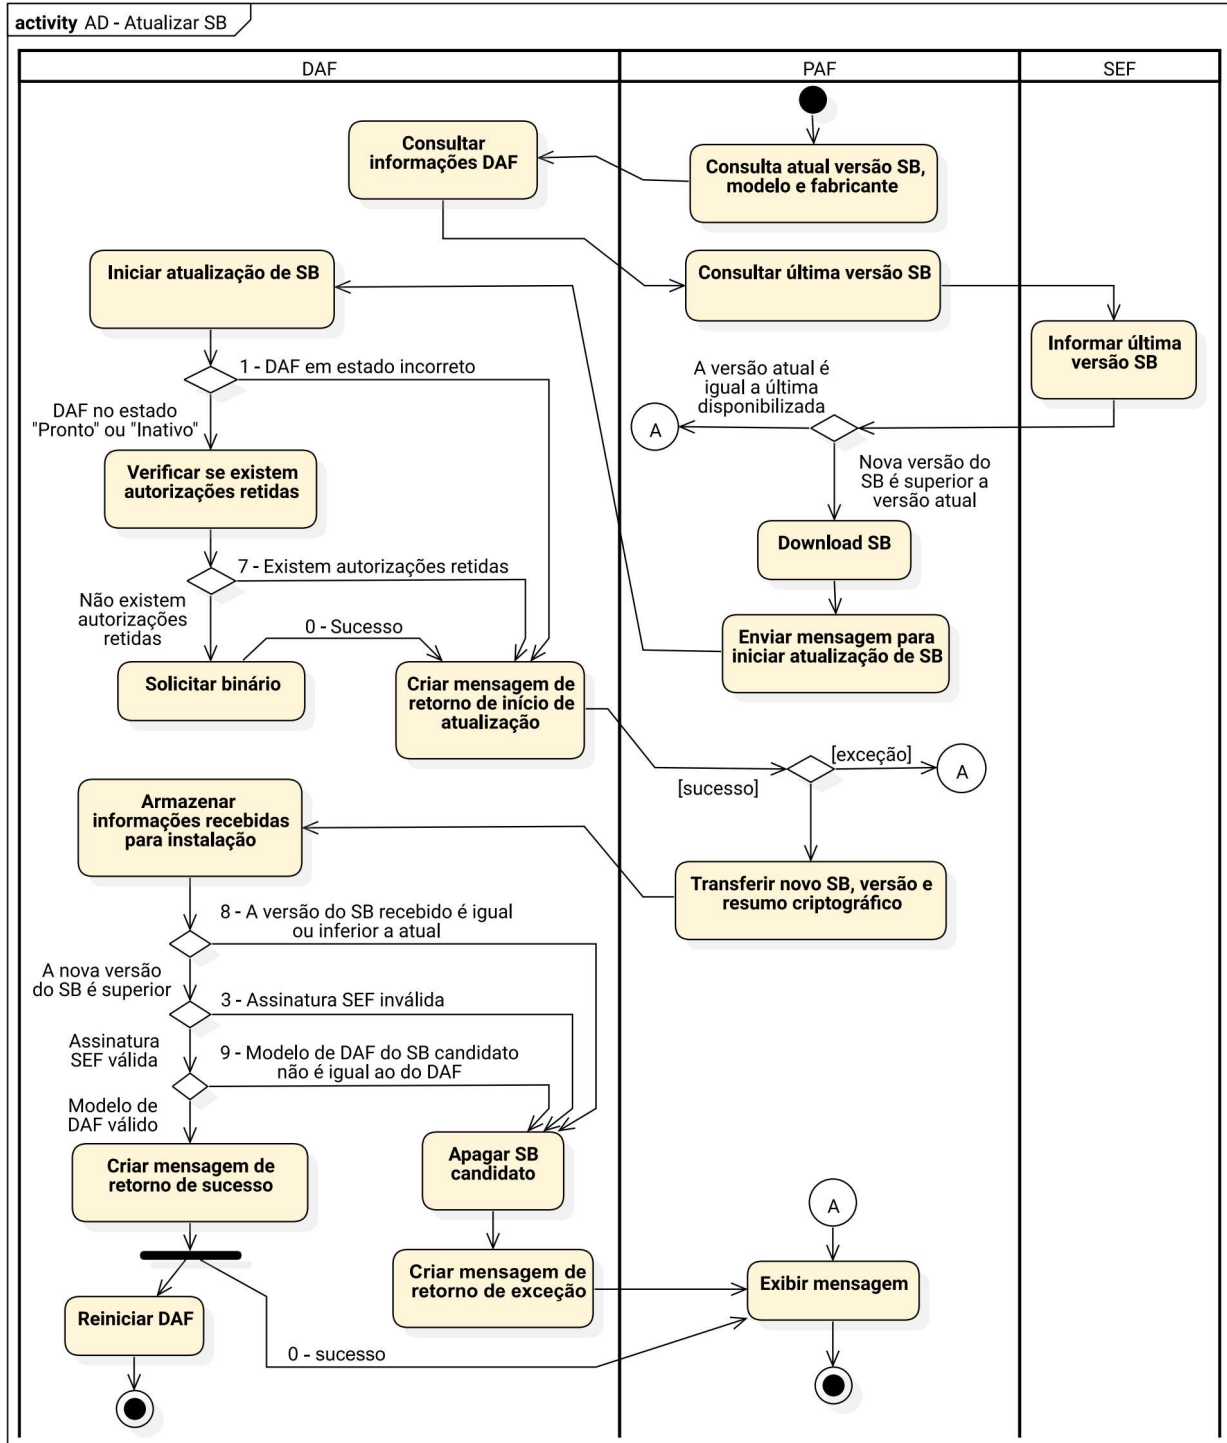 activity AD - Atualizar SB
DAF
PAF
SEF
Consultar
informações DAF
Consulta atual versão SB,
modelo e fabricante
Iniciar atualização de SB
Consultar última versão SB
Informar última
versão SB
1 - DAF em estado incorreto
A versão atual é
igual a última
disponibilizada
A
DAF no estado
"Pronto" ou "Inativo"
Verificar se existem
autorizações retidas
Nova versão do
SB é superior a
versão atual
Download SB
7 - Existem autorizações retidas
Não existem
autorizações
retidas
0 - Sucesso
Enviar mensagem para
iniciar atualização de SB
Solicitar binário
Criar mensagem de
retorno de início de
atualização
[exceção]
A
[sucesso]
Armazenar
informações recebidas
para instalação
Transferir novo SB, versão e
resumo criptográfico
8 - A versão do SB recebido é igual
ou inferior a atual
A nova versão
do SB é superior
3 - Assinatura SEF inválida
Assinatura
SEF válida
9 - Modelo de DAF do SB candidato
não é igual ao do DAF
Modelo de
DAF válido
Criar mensagem de
retorno de sucesso
Apagar SB
candidato
A
Criar mensagem de
retorno de exceção
Exibir mensagem
Reiniciar DAF
0 - sucesso